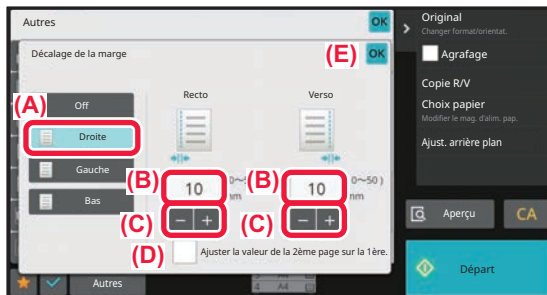 Autres
OK
Original
Changer format/orientat.
Décalage de la marge
(E)
OK
Agrafage
(A)
Off
Recto
Verso
Copie R/V
Choix papier
Modifier le mag. d'alim. pap.
Droite
Ajust. arrière plan
Gauche
(B)
10
(B)
10
0~50 )
Bas
(C)
- +
(C)
- +
Aperçu
CA
(D)
Ajuster la valeur de la 2ème page sur la 1ère.
Autres
A4
Départ